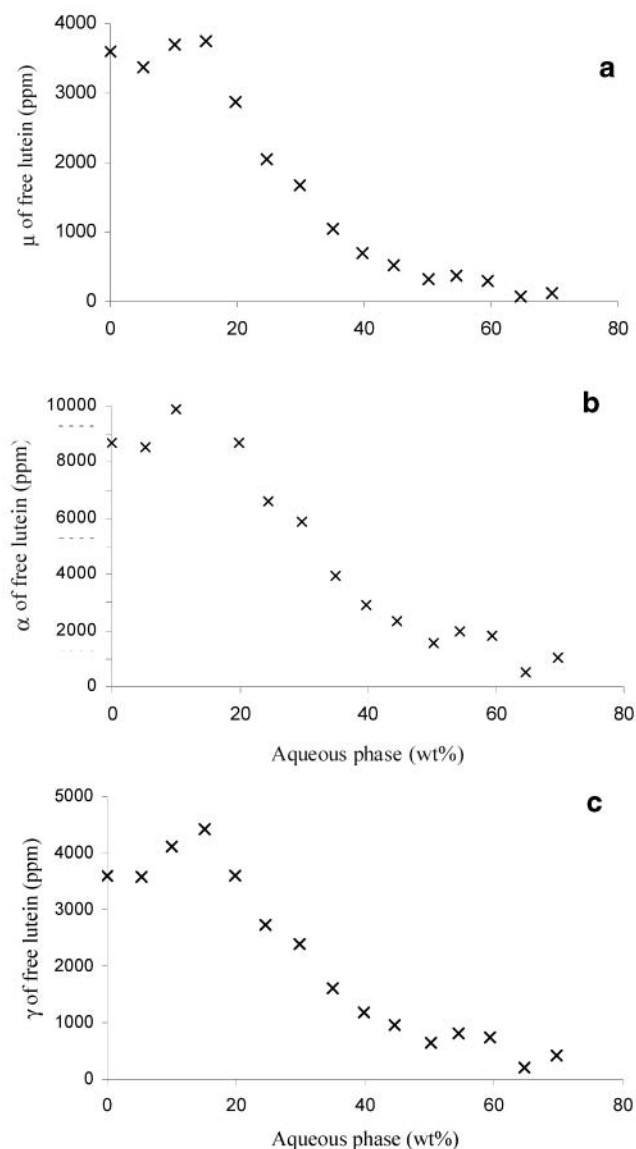 a
μ of free lutein (ppm)
4000
3000
2000
1000
0
0 20 40 60 80
b
α of free lutein (ppm)
10000
8000
6000
4000
2000
0
0 20 40 60 80
Aqueous phase (wt%)
c
γ of free lutein (ppm)
5000
4000
3000
2000
1000
0
0 20 40 60 80
Aqueous phase (wt%)